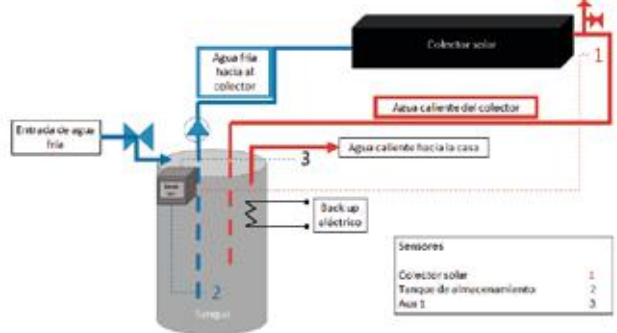 Colector solar
1
Agua fría
hacia al
colector
Agua caliente del colector
Entrada de agua
fría
3
Agua caliente hacia la casa
Back up
eléctrico
2
Tanque
Sensores
Colector solar 1
Tanque de almacenamiento 2
Aux 1 3